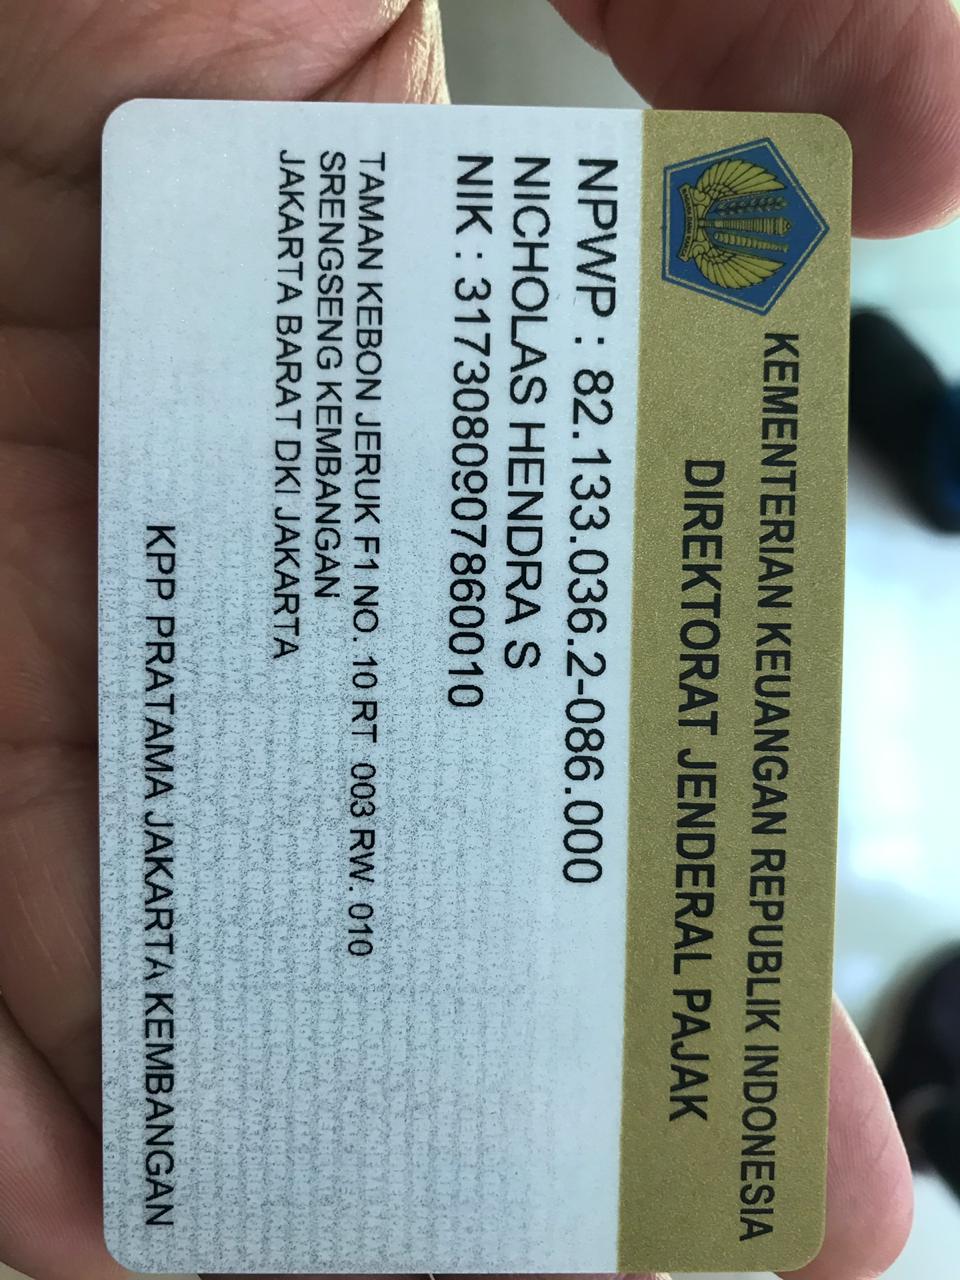 KEMENTERIAN KEUANGAN REPUBLIK INDONESIA
DIREKTORAT JENDERAL PAJAK
NAGARA DANA RAKCA
NPWP : 82.133.036.2-086.000
NICHOLAS HENDRA S
NIK : 3173080907860010
TAMAN KEBON JERUK F1 NO. 10 RT 003 RW. 010
SRENGSENG KEMBANGAN
JAKARTA BARAT DKI JAKARTA
KPP PRATAMA JAKARTA KEMBANGAN